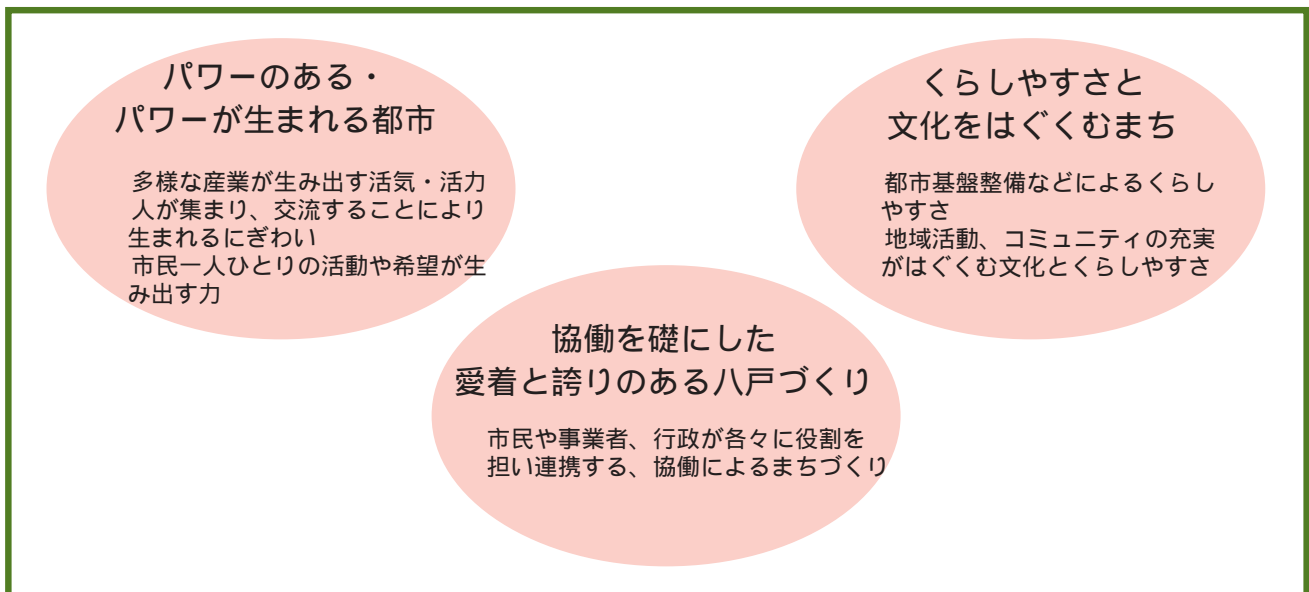 パワーのある・
パワーが生まれる都市
多様な産業が生み出す活気・活力
人が集まり、交流することにより
生まれるにぎわい
市民一人ひとりの活動や希望が生
み出す力
くらしやすさと
文化をはぐくむまち
都市基盤整備などによるくらし
やすさ
地域活動、コミュニティの充実
がはぐくむ文化とくらしやすさ
協働を礎にした
愛着と誇りのある八戸づくり
市民や事業者、行政が各々に役割を
担い連携する、協働によるまちづくり